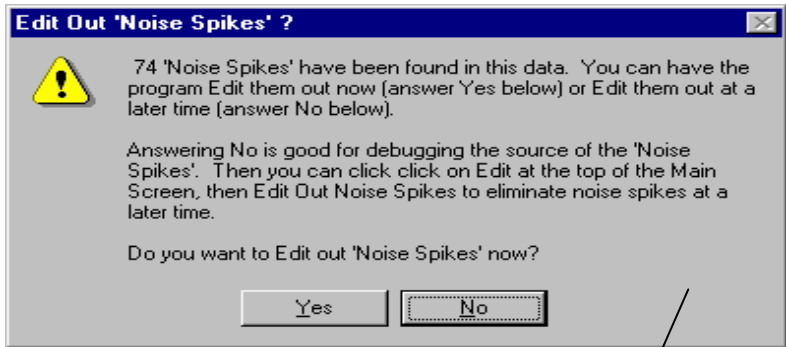 Edit Out 'Noise Spikes' ?
74 'Noise Spikes' have been found in this data. You can have the
program Edit them out now (answer Yes below) or Edit them out at a
later time (answer No below).
Answering No is good for debugging the source of the 'Noise
Spikes'. Then you can click click on Edit at the top of the Main
Screen, then Edit Out Noise Spikes to eliminate noise spikes at a
later time.
Do you want to Edit out 'Noise Spikes' now?
Yes
No